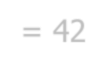 = 42